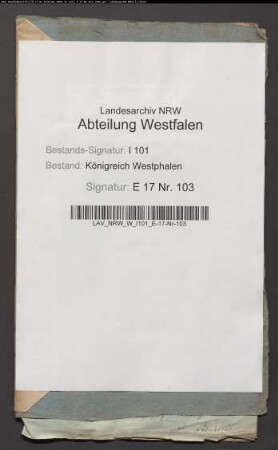 Landesarchiv NRW
Abteilung Westfalen
Bestands-Signatur: I 101
Bestand: Königreich Westphalen
Signatur: E 17 Nr. 103
LAV_NRW_W_I101_E-17-Nr-103